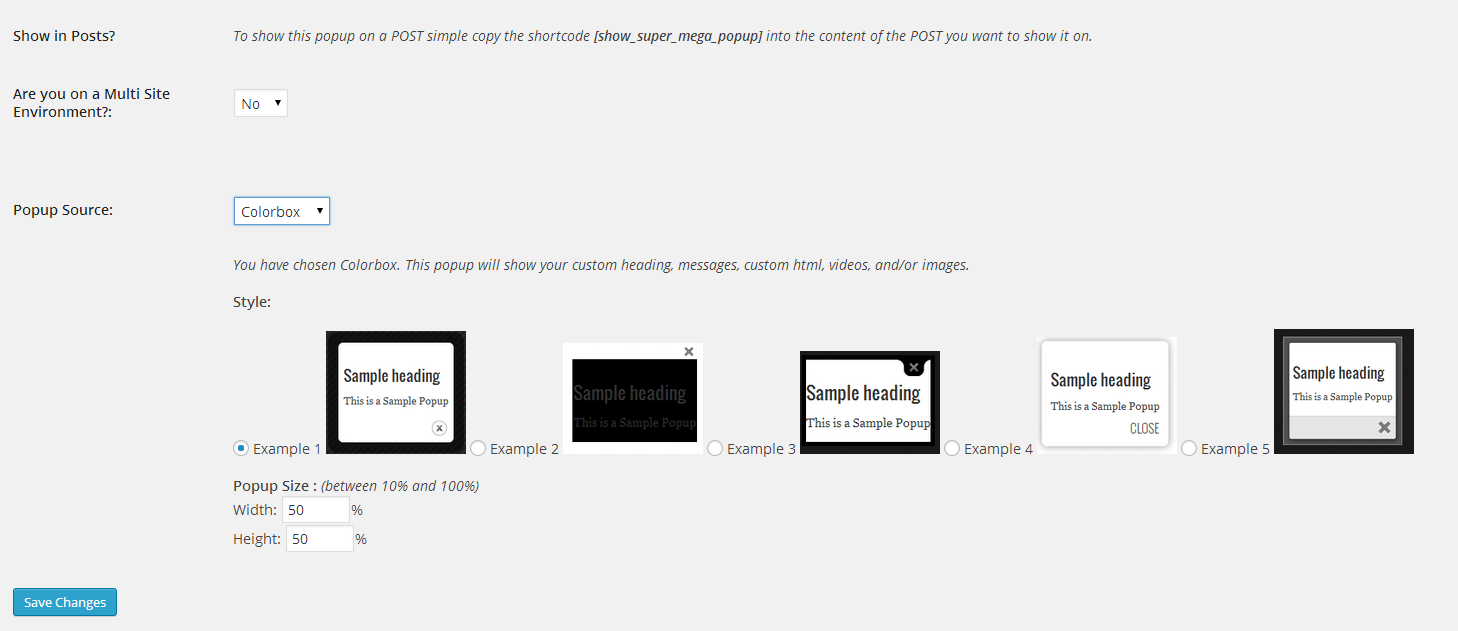 Show in Posts?
To show this popup on a POST simple copy the shortcode [show_super_mega_popup] into the content of the POST you want to show it on.
Are you on a Multi Site
Environment?:
No
Popup Source:
Colorbox
You have chosen Colorbox. This popup will show your custom heading, messages, custom html, videos, and/or images.
Style:
Example 1
Sample heading
This is a Sample Popup
Example 2
Sample heading
This is a Sample Popup
Example 3
Sample heading
This is a Sample Popup
Example 4
Sample heading
This is a Sample Popup
CLOSE
Example 5
Sample heading
This is a Sample Popup
Popup Size : (between 10% and 100%)
Width: 50 %
Height: 50 %
Save Changes